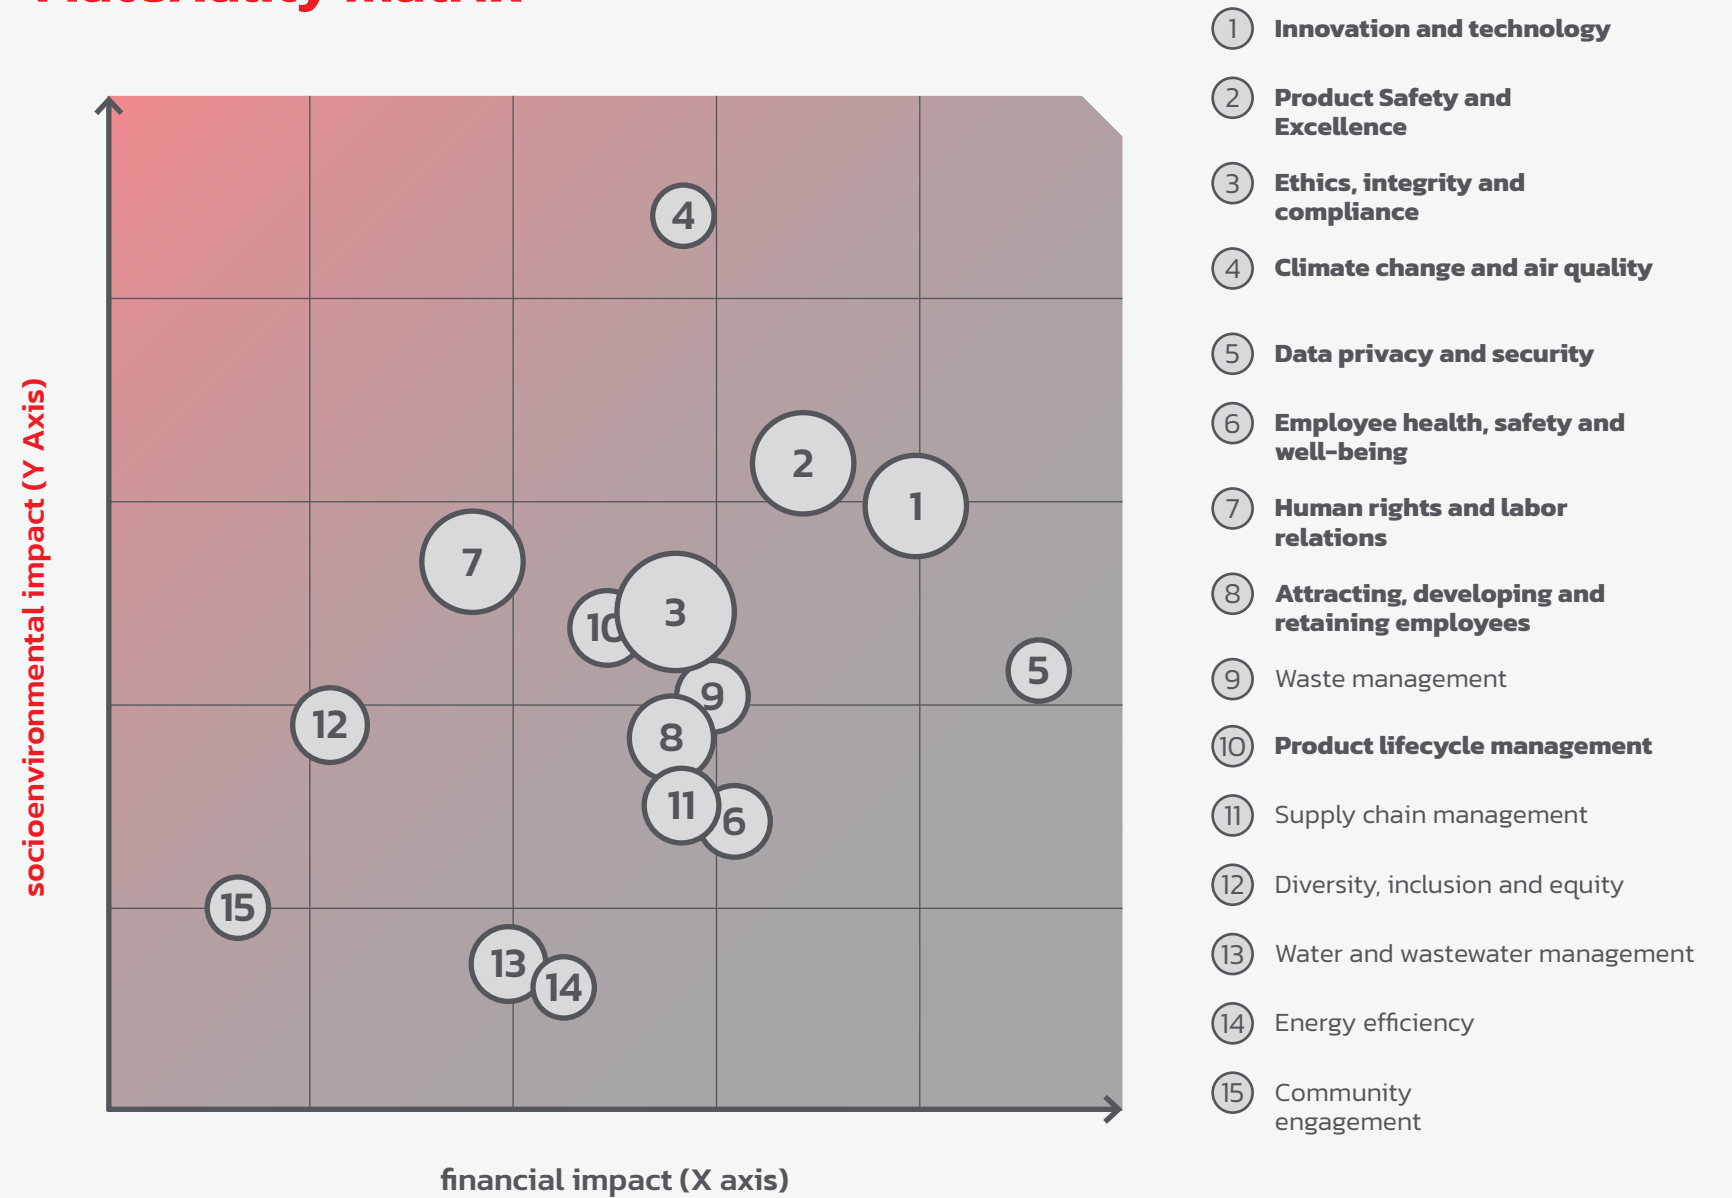 Materiality matrix
socioenvironmental impact (Y Axis)
4
2
1
7
3
10
5
9
12
8
11
6
15
13
14
financial impact (X axis)
1 Innovation and technology
2 Product Safety and
Excellence
3 Ethics, integrity and
compliance
4 Climate change and air quality
5 Data privacy and security
6 Employee health, safety and
well-being
7 Human rights and labor
relations
8 Attracting, developing and
retaining employees
9 Waste management
10 Product lifecycle management
11 Supply chain management
12 Diversity, inclusion and equity
13 Water and wastewater management
14 Energy efficiency
15 Community
engagement